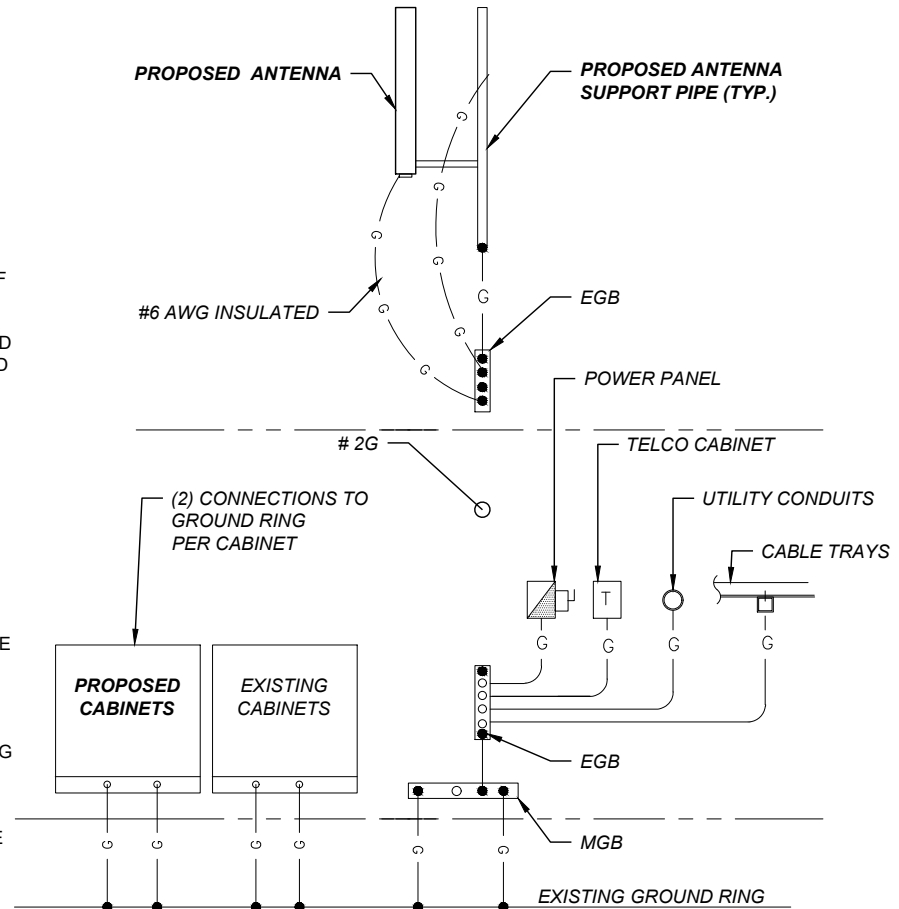 PROPOSED ANTENNA
PROPOSED ANTENNA
SUPPORT PIPE (TYP.)
G
G
G
G
G
G
G
G
G
F
#6 AWG INSULATED
EGB
D
D
POWER PANEL
# 2G
TELCO CABINET
(2) CONNECTIONS TO
GROUND RING
PER CABINET
UTILITY CONDUITS
CABLE TRAYS
T
E
G
G
G
G
PROPOSED
CABINETS
EXISTING
CABINETS
G
EGB
E
MGB
G
G
G
G
G
G
EXISTING GROUND RING